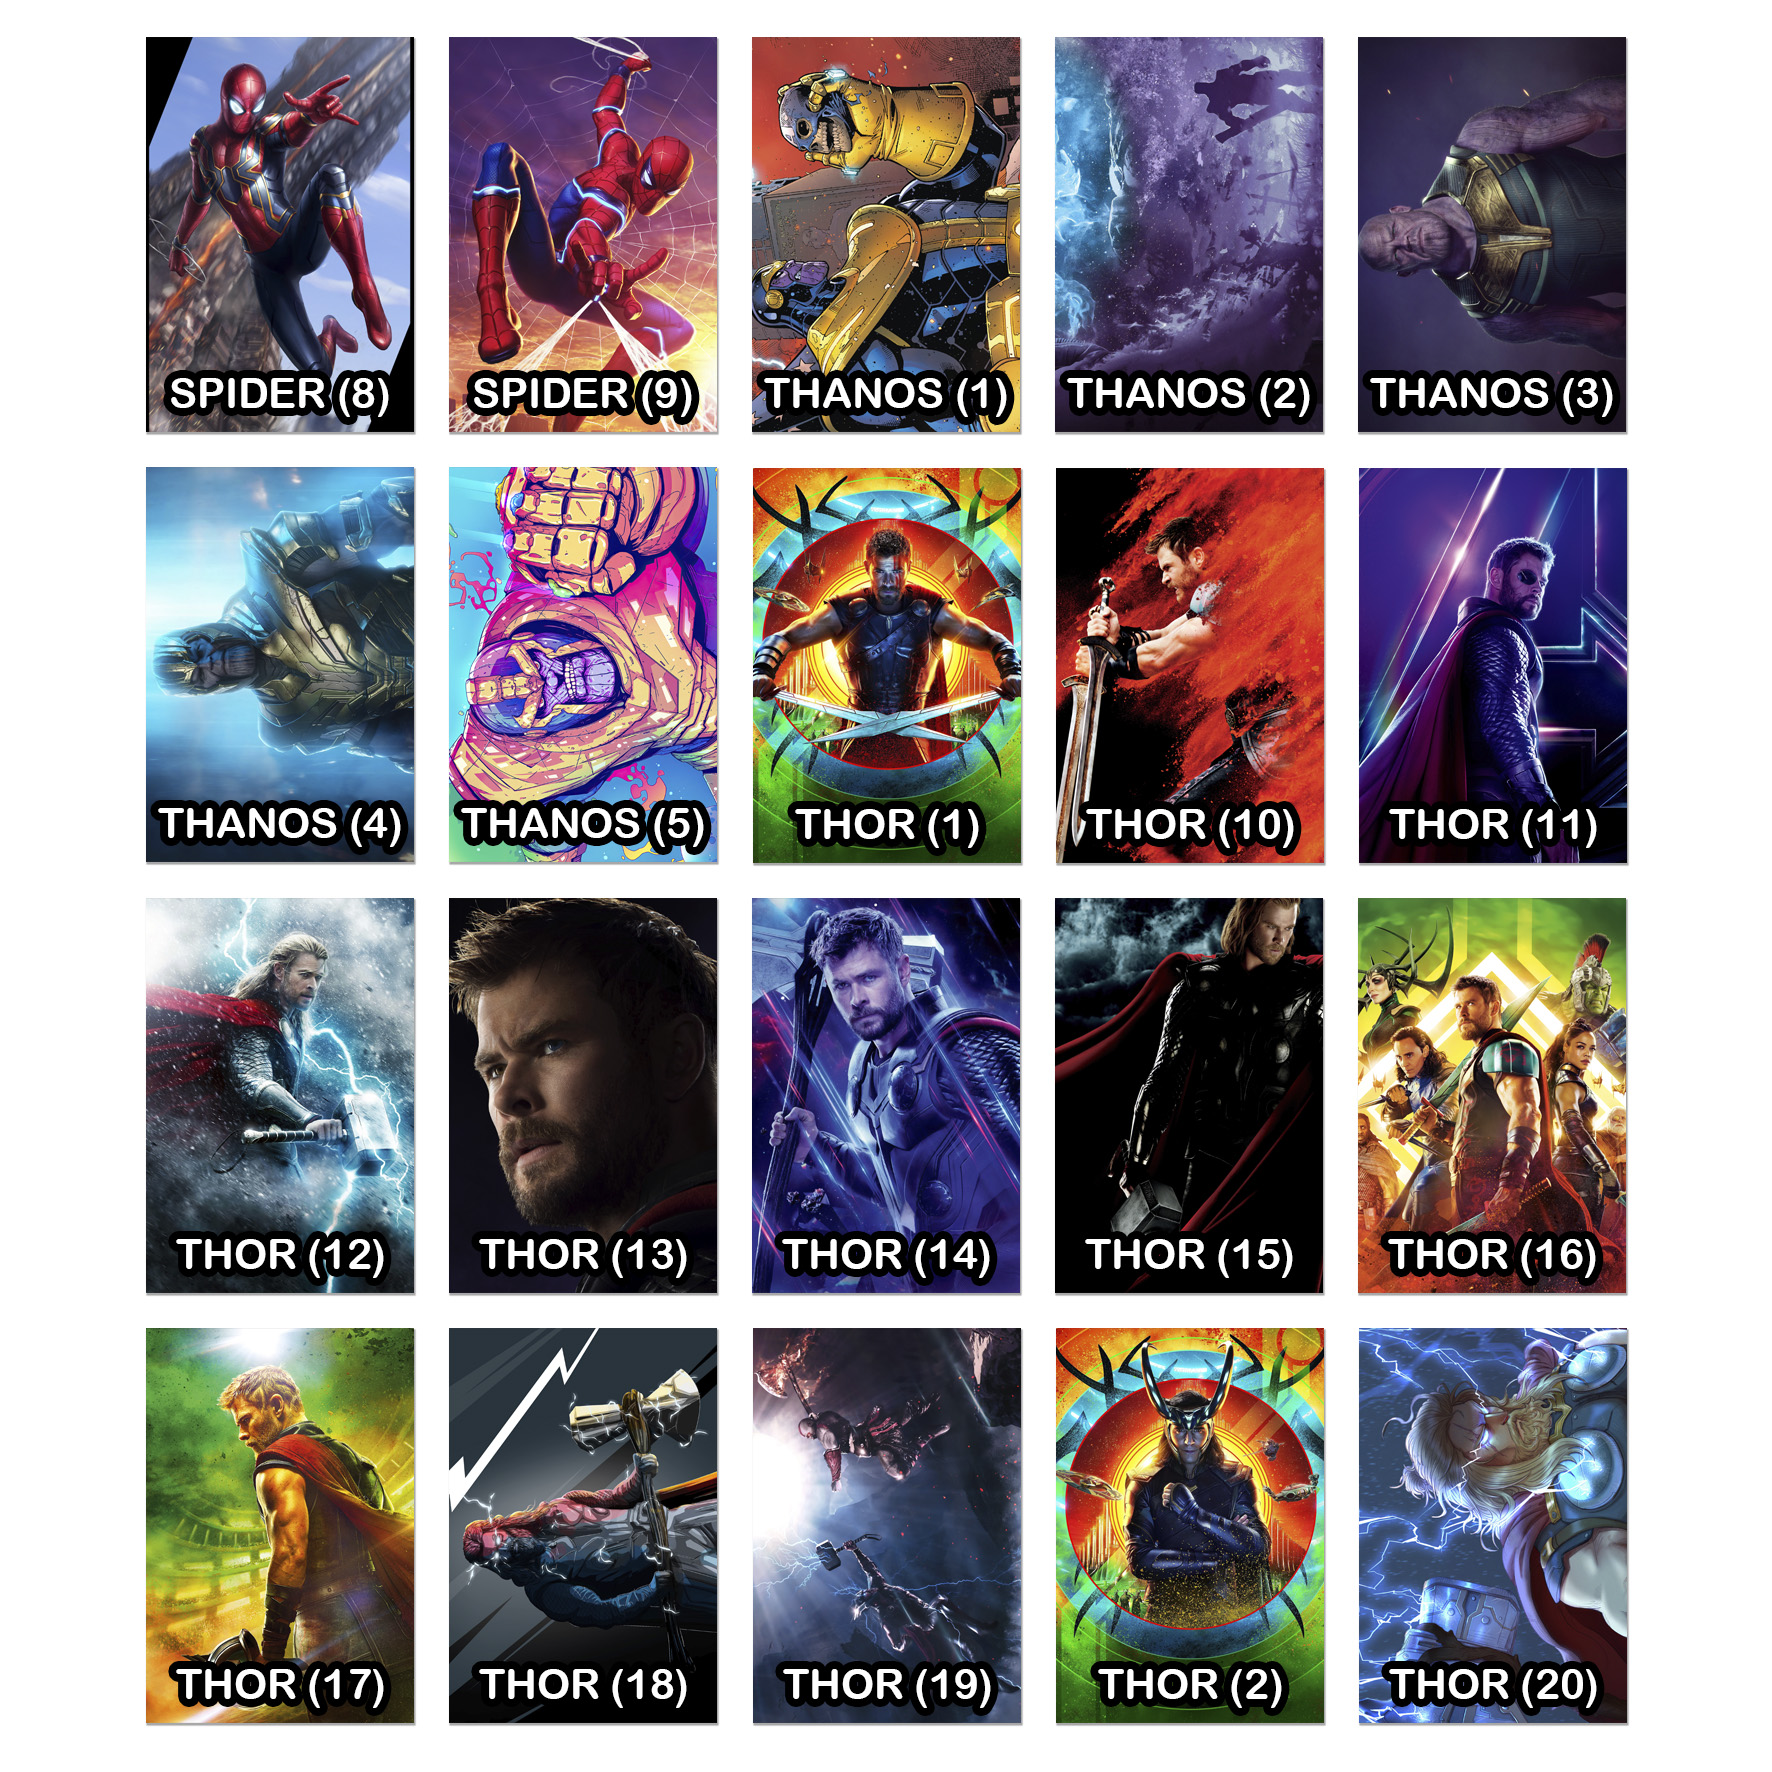 SPIDER (8)
SPIDER (9)
THANOS (1)
THANOS (2)
THANOS (3)
THANOS (4)
THANOS (5)
THOR (1)
THOR (10)
THOR (11)
THOR (12)
THOR (13)
THOR (14)
THOR (15)
THOR (16)
THOR (17)
THOR (18)
THOR (19)
THOR (2)
THOR (20)